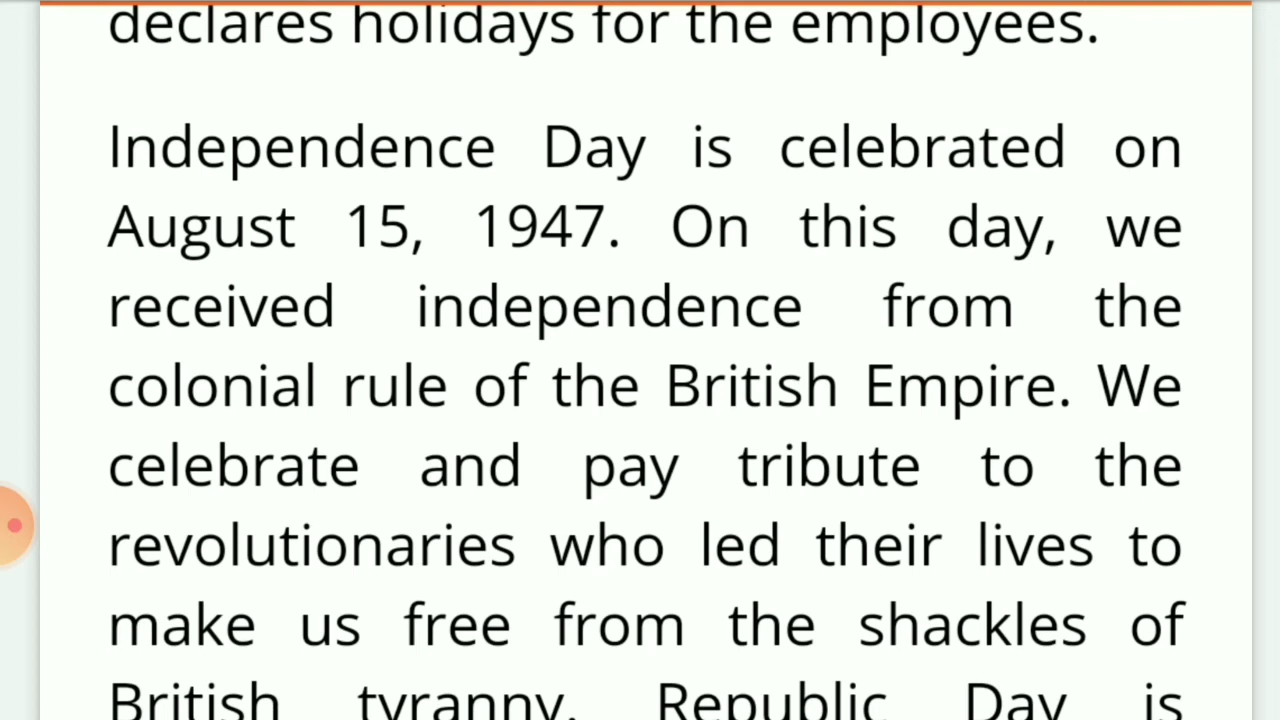 declares holidays for the employees.
Independence Day is celebrated on
August 15, 1947. On this day, we
received independence from the
colonial rule of the British Empire. We
celebrate and pay tribute to the
revolutionaries who led their lives to
make us free from the shackles of
British tyranny. Republic Day is